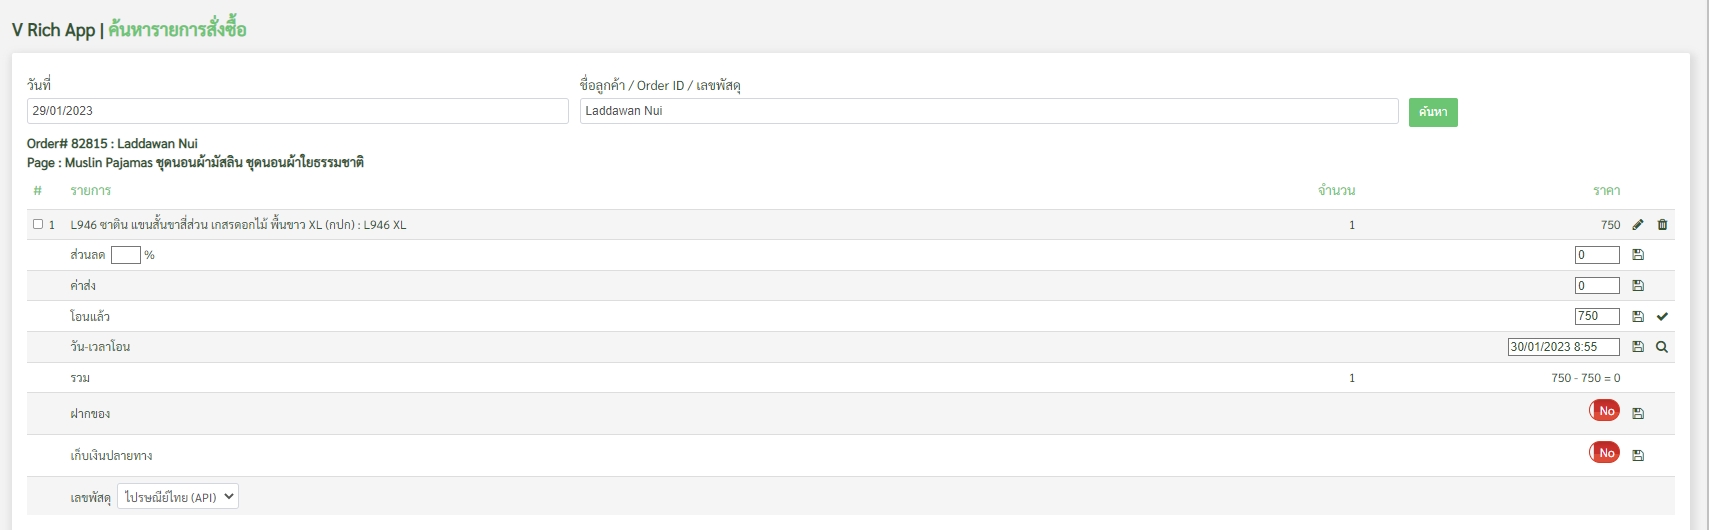 V Rich App | ค้นหารายการสั่งซื้อ
วันที่ ชื่อลูกค้า / Order ID / เลขพัสดุ
29/01/2023 Laddawan Nui ค้นหา
Order# 82815 : Laddawan Nui
Page : Muslin Pajamas ชุดนอนผ้ามัสลิน ชุดนอนผ้าใยธรรมชาติ
# รายการ จำนวน ราคา
1 L946 ซาติน แขนสั้นขาสี่ส่วน เกสรดอกไม้ พื้นขาว XL (กปก) : L946 XL 1 750
ส่วนลด % 0
ค่าส่ง 0
โอนแล้ว 750
วัน-เวลาโอน 30/01/2023 8:55
รวม 1 750 - 750 = 0
ฝากของ No
เก็บเงินปลายทาง No
เลขพัสดุ ไปรษณีย์ไทย (API)